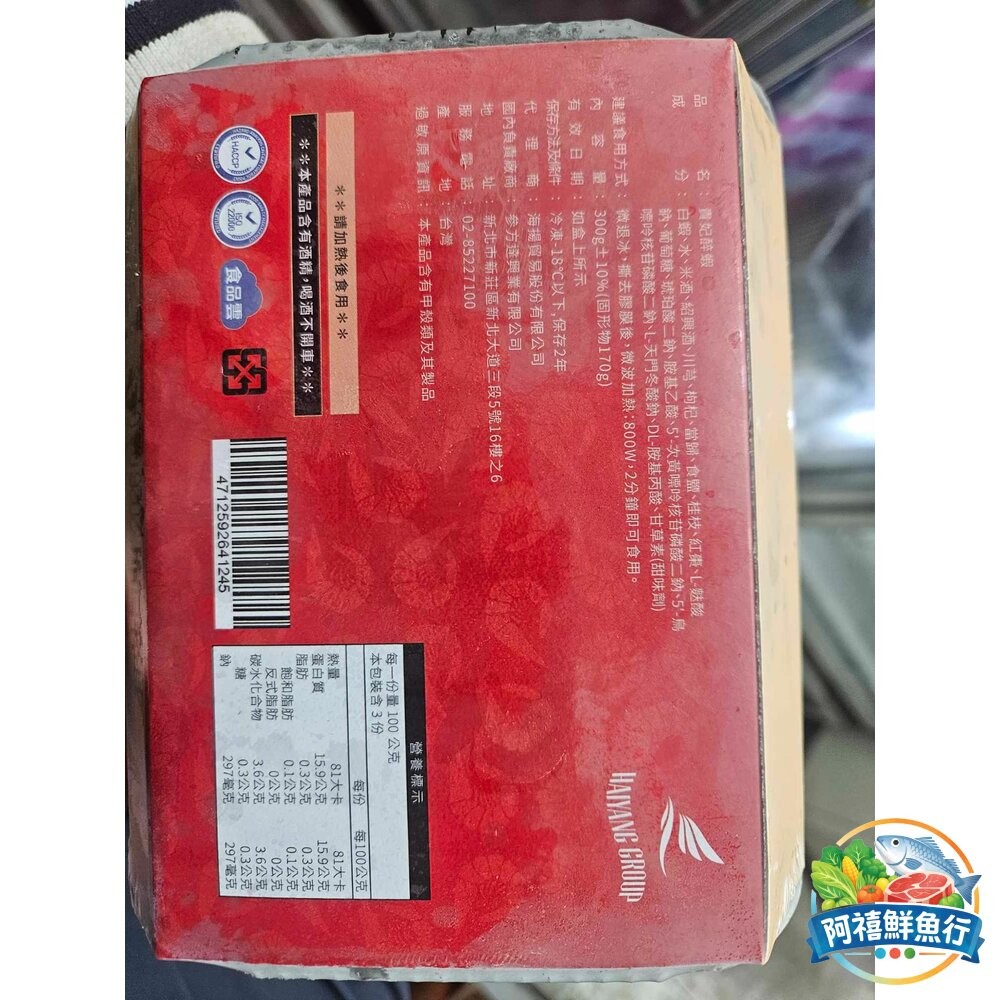 品名：貴妃醉蝦
成分：白蝦、水、米酒、紹興酒、川芎、枸杞、當歸、食鹽、桂枝、紅棗、L-麩酸
鈉、葡萄糖、琥珀酸二鈉、胺基乙酸、5'-次黃嘌呤核苷磷酸二鈉、5'-鳥
嘌呤核苷磷酸二鈉、L-天門冬酸鈉、DL-胺基丙酸、甘草素(甜味劑)
建議食用方式：微退冰，撕去膠膜後，微波加熱：800W，2分鐘即可食用。
內容量：300g±10%(固形物170g)
有效日期：如盒上所示
保存方法及條件：冷凍-18℃以下，保存2年
代理商：海揚貿易股份有限公司
國內負責廠商：參方達興業有限公司
地址：新北市新莊區新北大道三段5號16樓之6
服務電話：02-85227100
產地：台灣
過敏原資訊：本產品含有甲殼類及其製品
＊＊請加熱後食用＊＊
＊＊本產品含有酒精，喝酒不開車＊＊
HACCP
ISO
22000
食品雲
4712592641245
營養標示
每一份量 100 公克
本包裝含 3 份
每份 每100公克
熱量 81大卡 81大卡
蛋白質 15.9公克 15.9公克
脂肪 0.3公克 0.3公克
飽和脂肪 0.1公克 0.1公克
反式脂肪 0公克 0公克
碳水化合物 3.6公克 3.6公克
糖 0.3公克 0.3公克
鈉 297毫克 297毫克
HAIYANG GROUP
阿禧鮮魚行